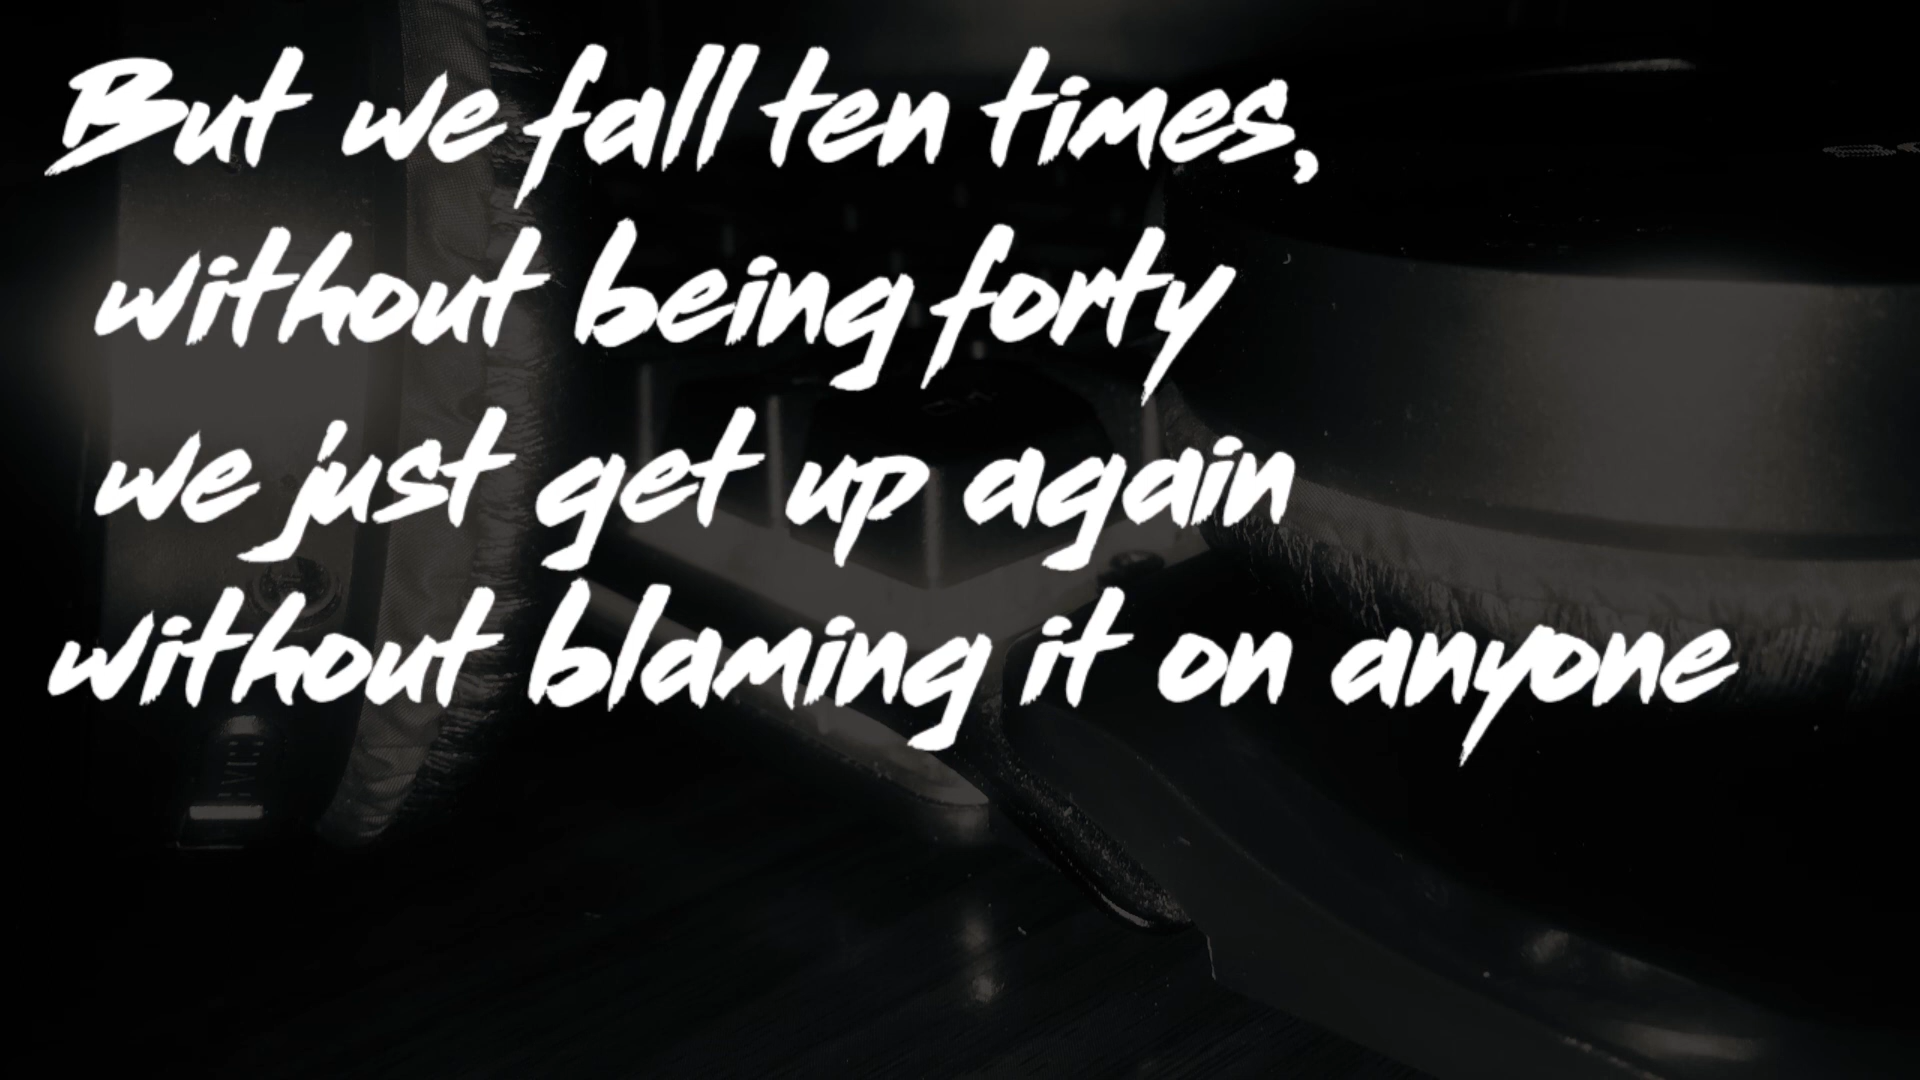 But we fall ten times,
without being forty
we just get up again
without blaming it on anyone